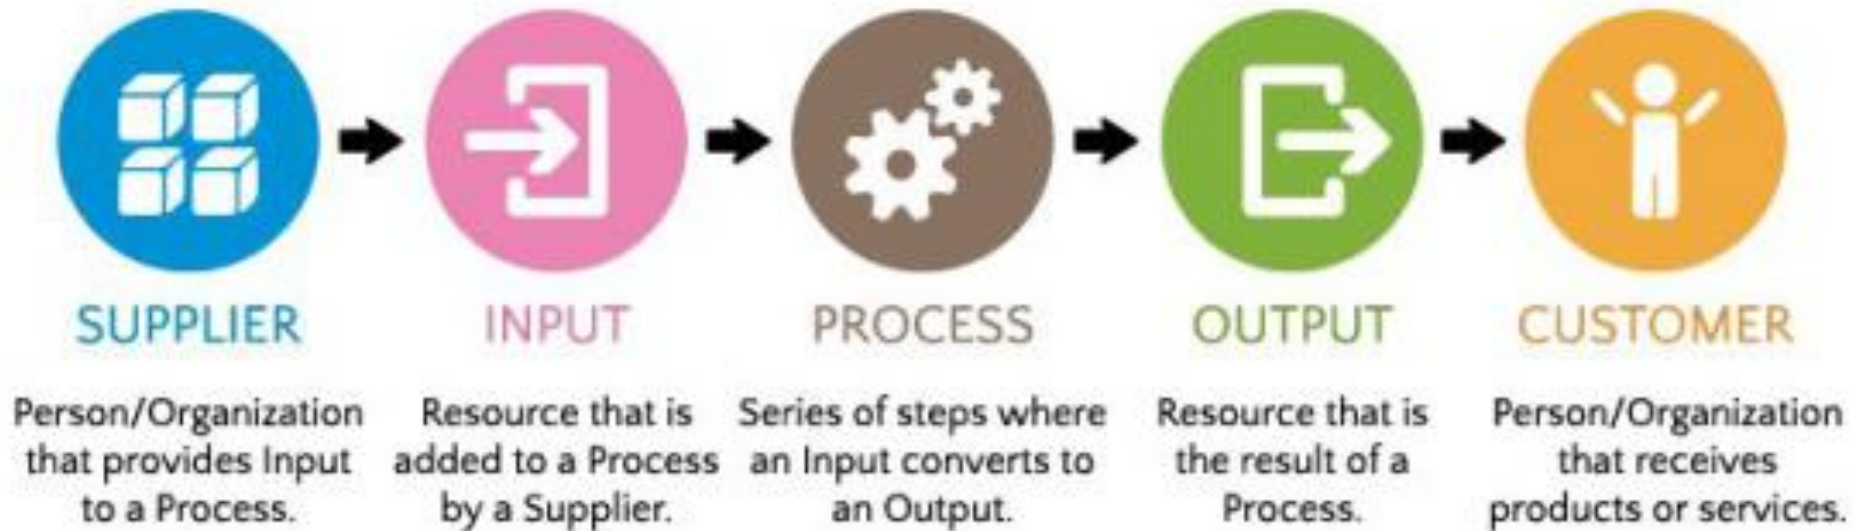 SUPPLIER
Person/Organization
that provides Input
to a Process.
INPUT
Resource that is
added to a Process
by a Supplier.
PROCESS
Series of steps where
an Input converts to
an Output.
OUTPUT
Resource that is
the result of a
Process.
CUSTOMER
Person/Organization
that receives
products or services.